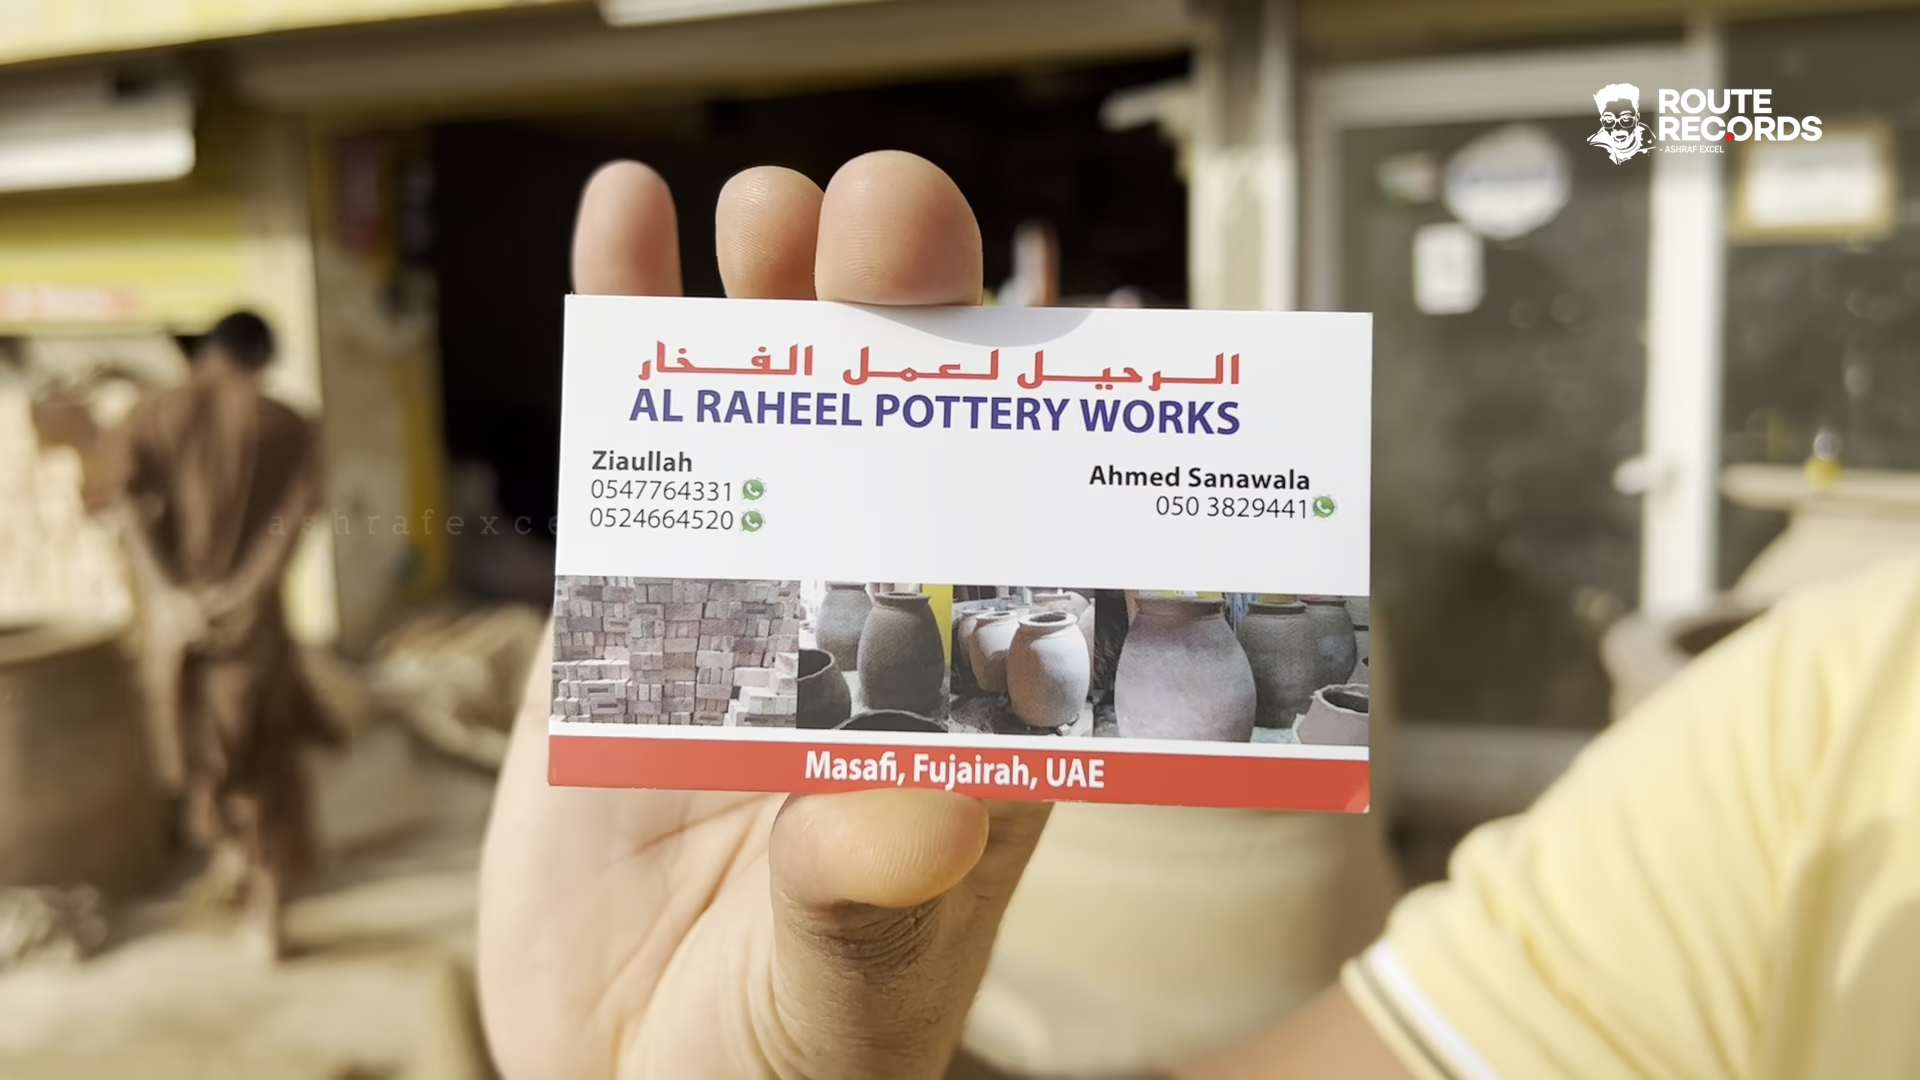 ROUTE
RECORDS
- ASHRAF EXCEL
الرحيل لعمل الفخار
AL RAHEEL POTTERY WORKS
Ziaullah
0547764331
0524664520
Ahmed Sanawala
050 3829441
ashrafexce
Masafi, Fujairah, UAE